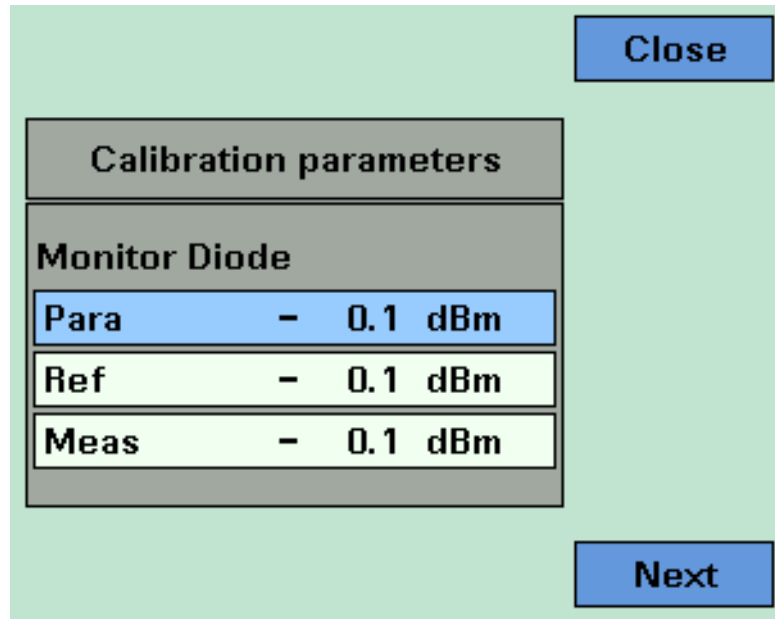 Close
Calibration parameters
Monitor Diode
Para - 0.1 dBm
Ref - 0.1 dBm
Meas - 0.1 dBm
Next